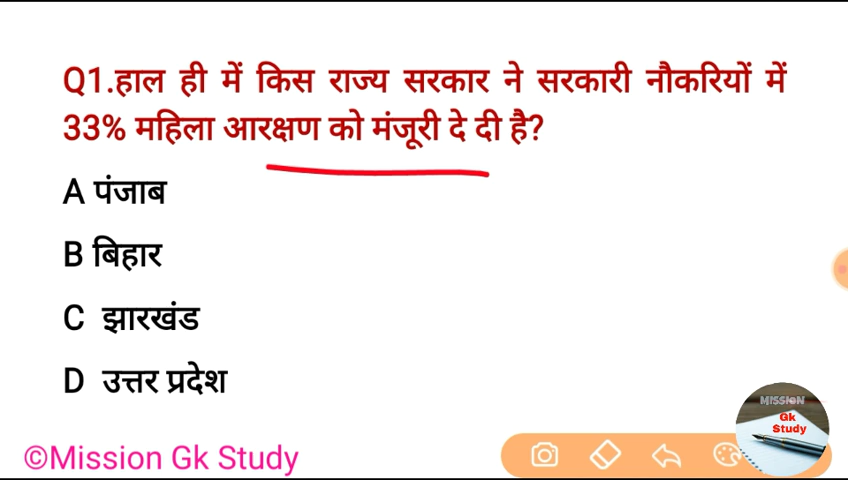 Q1.हाल ही में किस राज्य सरकार ने सरकारी नौकरियों में
33% महिला आरक्षण को मंजूरी दे दी है?
A पंजाब
B बिहार
C झारखंड
D उत्तर प्रदेश
MISSION
Gk
Study
©Mission Gk Study